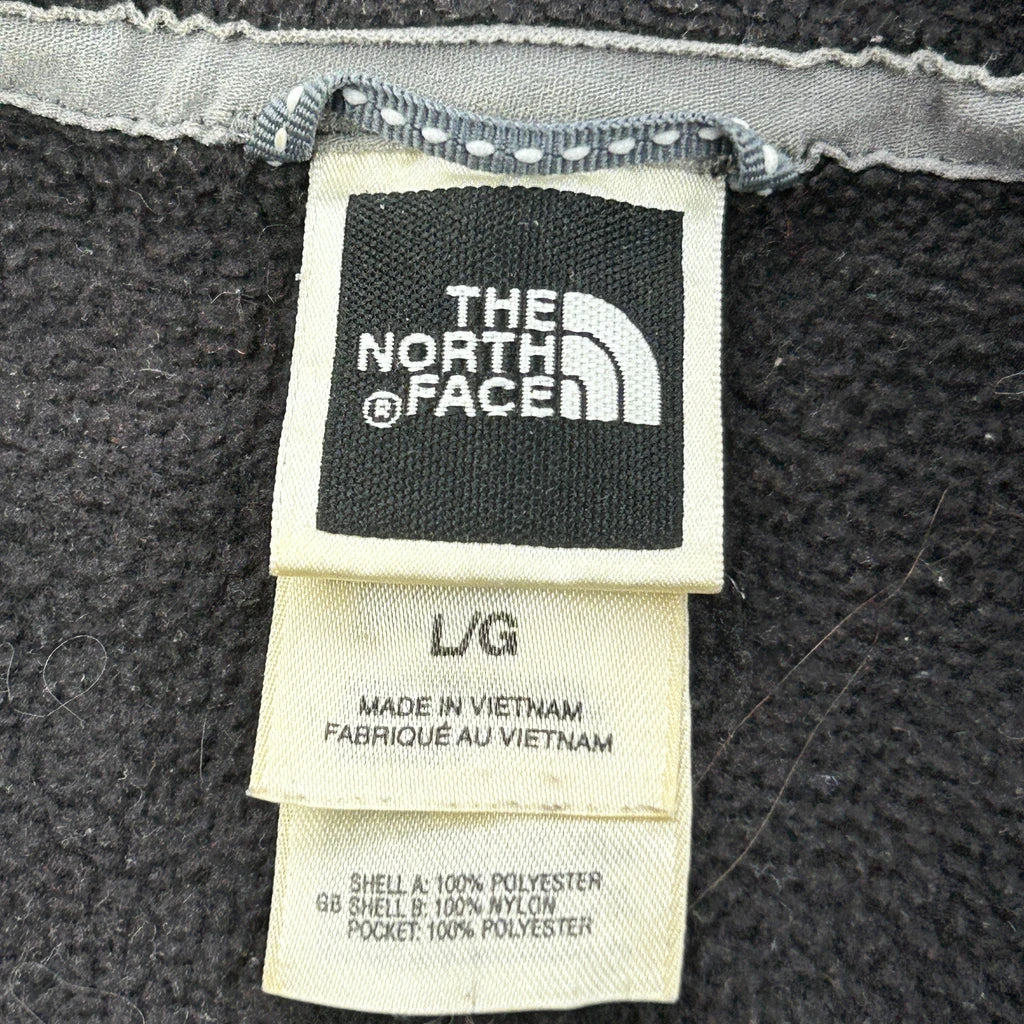 THE
NORTH
® FACE
L/G
MADE IN VIETNAM
FABRIQUÉ AU VIETNAM
SHELL A: 100% POLYESTER
GB SHELL B: 100% NYLON
POCKET: 100% POLYESTER